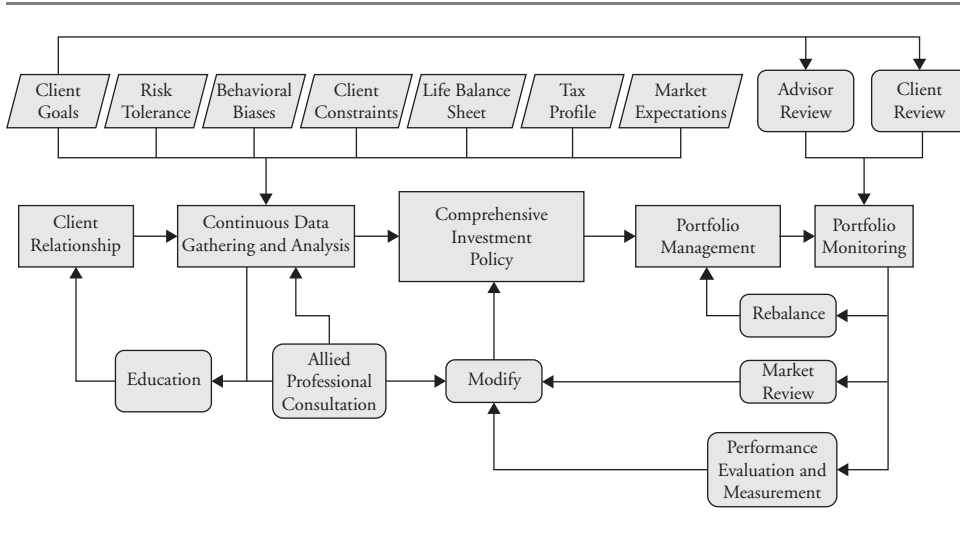 Client
Goals
Risk
Tolerance
Behavioral
Biases
Client
Constraints
Life Balance
Sheet
Tax
Profile
Market
Expectations
Advisor
Review
Client
Review
Client
Relationship
Continuous Data
Gathering and Analysis
Comprehensive
Investment
Policy
Portfolio
Management
Portfolio
Monitoring
Rebalance
Education
Allied
Professional
Consultation
Modify
Market
Review
Performance
Evaluation and
Measurement